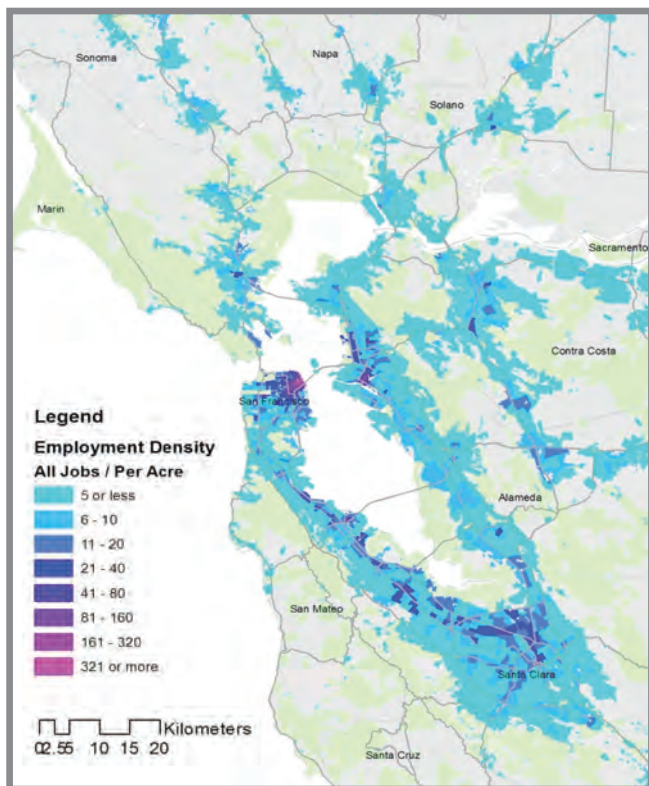 Sonoma
Napa
Solano
Marin
Sacramento
Contra Costa
San Francisco
Legend
Employment Density
All Jobs / Per Acre
5 or less
6 - 10
11 - 20
21 - 40
41 - 80
81 - 160
161 - 320
321 or more
Alameda
San Mateo
Santa Clara
Kilometers
02.55 10 15 20
Santa Cruz